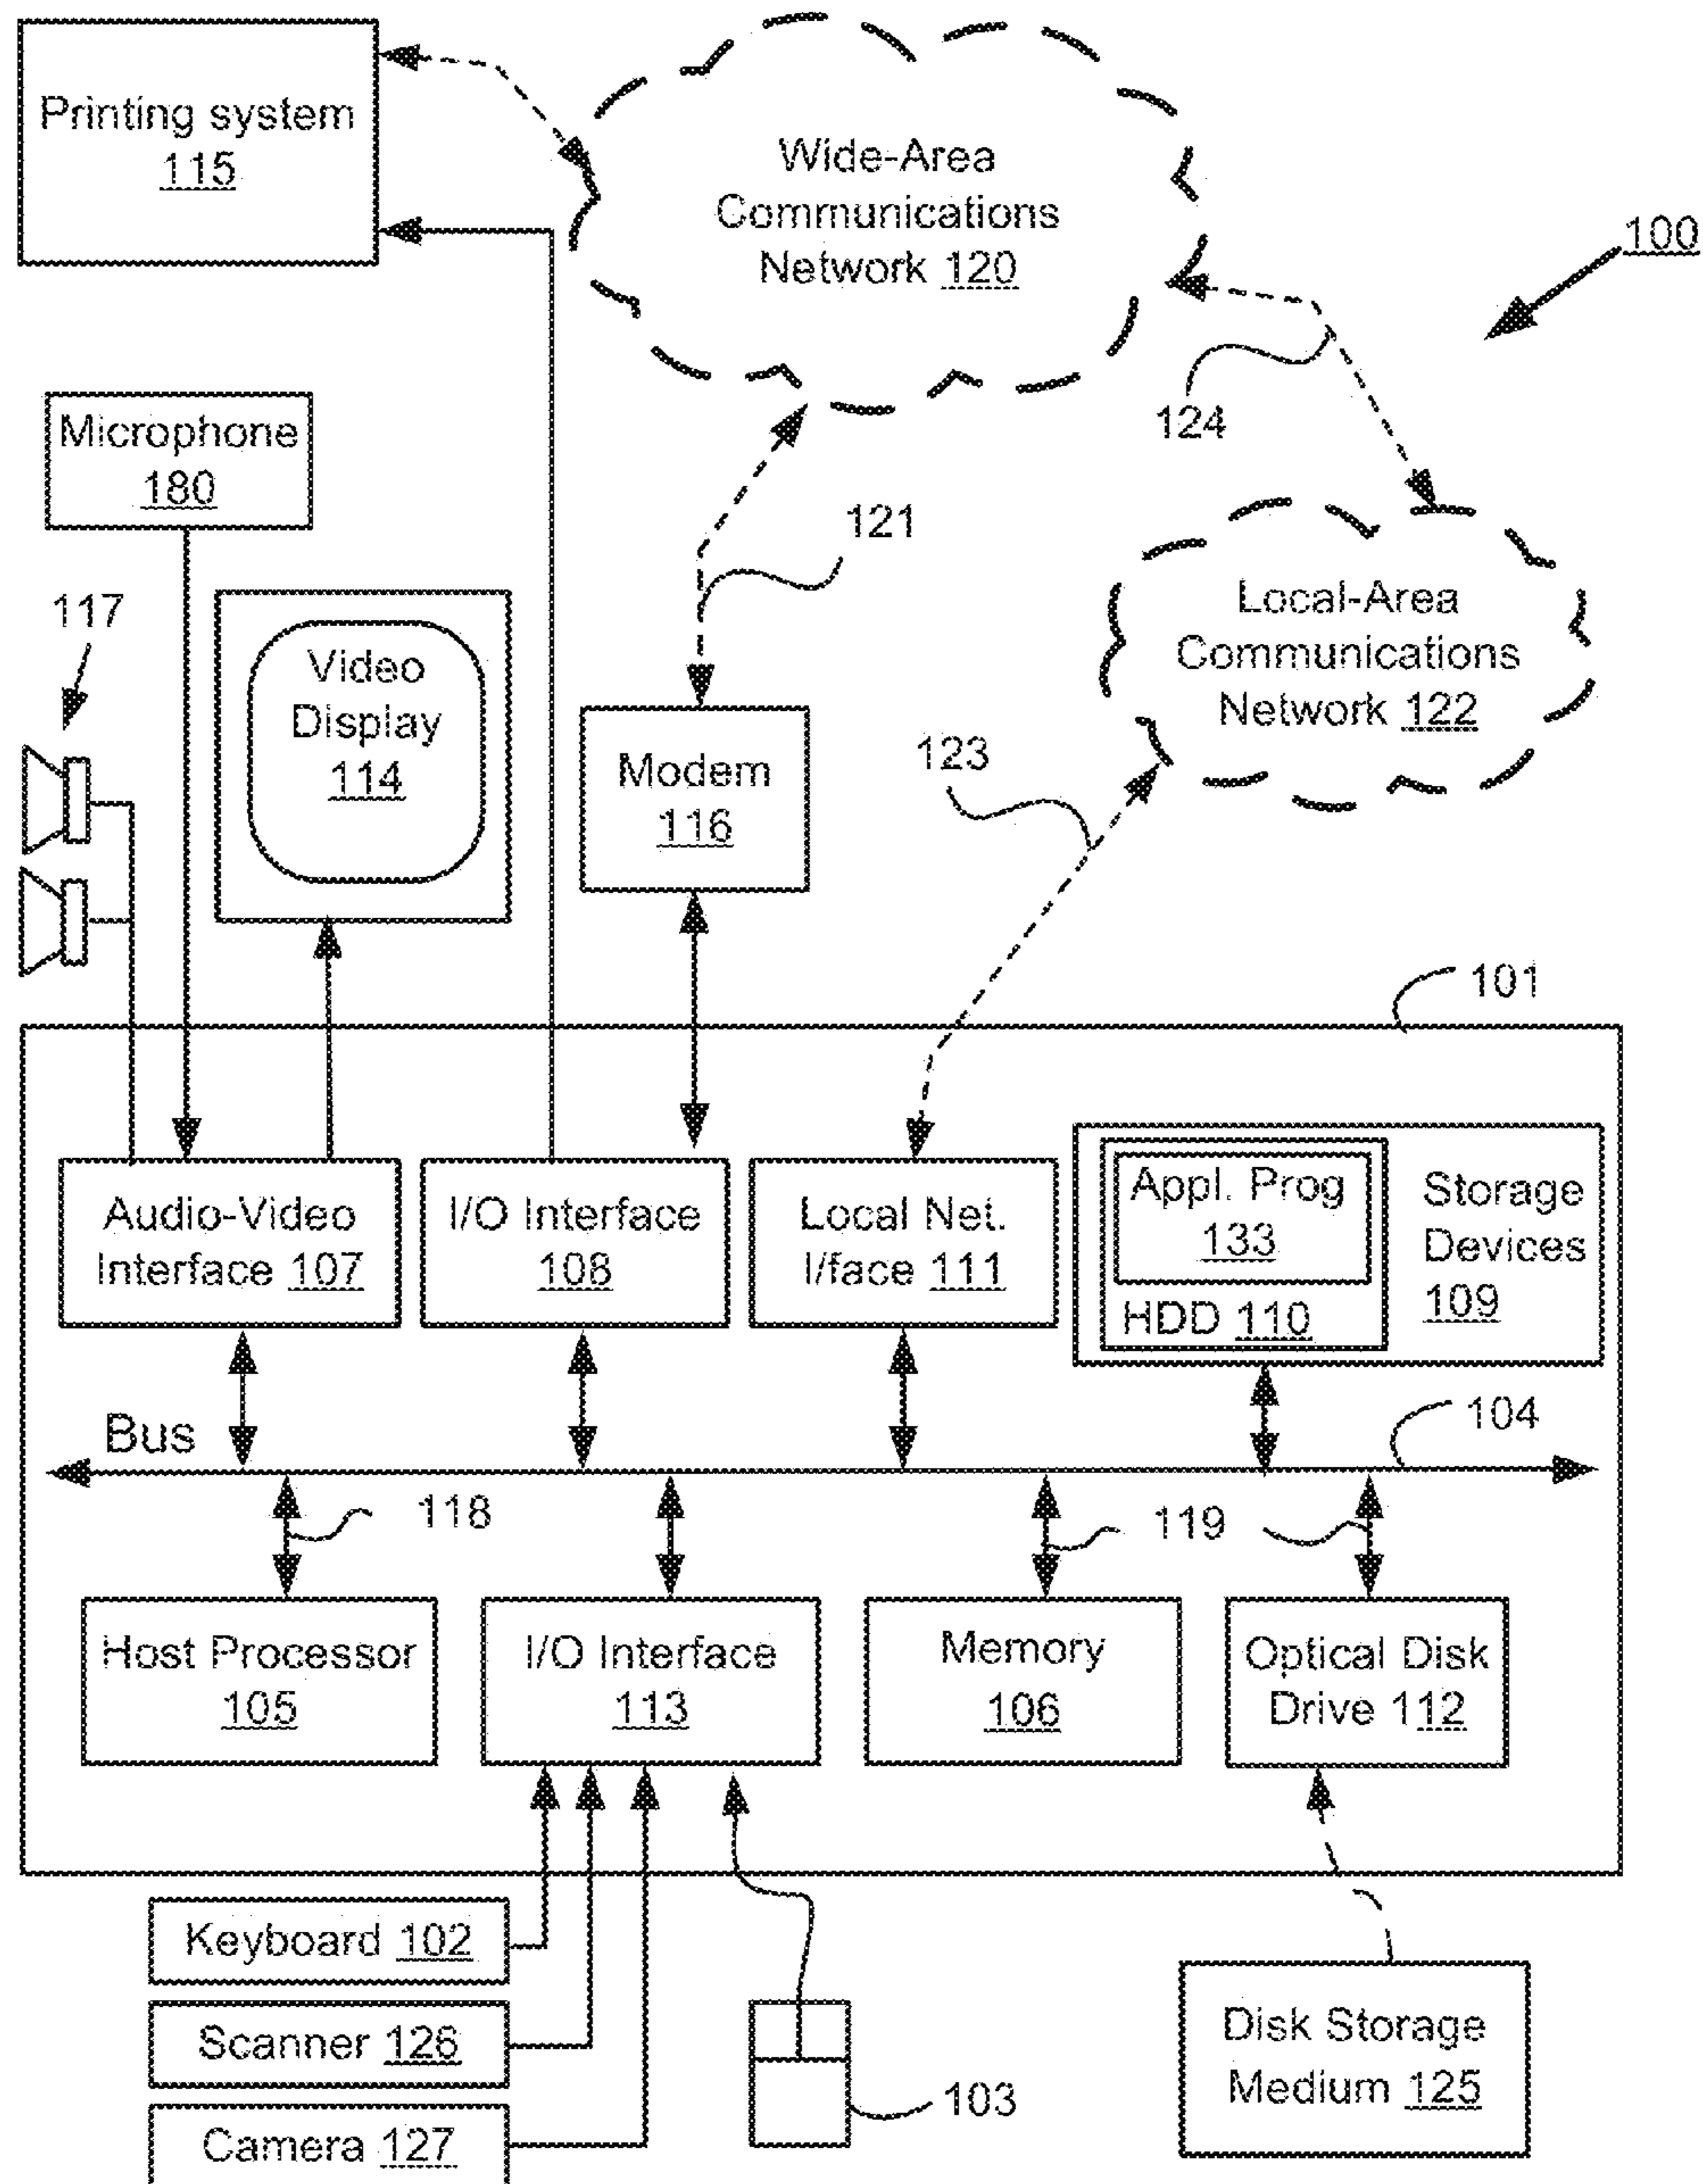 Printing system
115
Wide-Area
Communications
Network 120
100
124
Microphone
180
121
117
Video
Display
114
Local-Area
Communications
Network 122
Modem
116
123
101
Audio-Video
Interface 107
I/O Interface
108
Local Net.
I/face 111
Appl. Prog
133
HDD 110
Storage
Devices
109
Bus
104
118
119
Host Processor
105
I/O Interface
113
Memory
106
Optical Disk
Drive 112
Keyboard 102
Scanner 126
Camera 127
103
Disk Storage
Medium 125